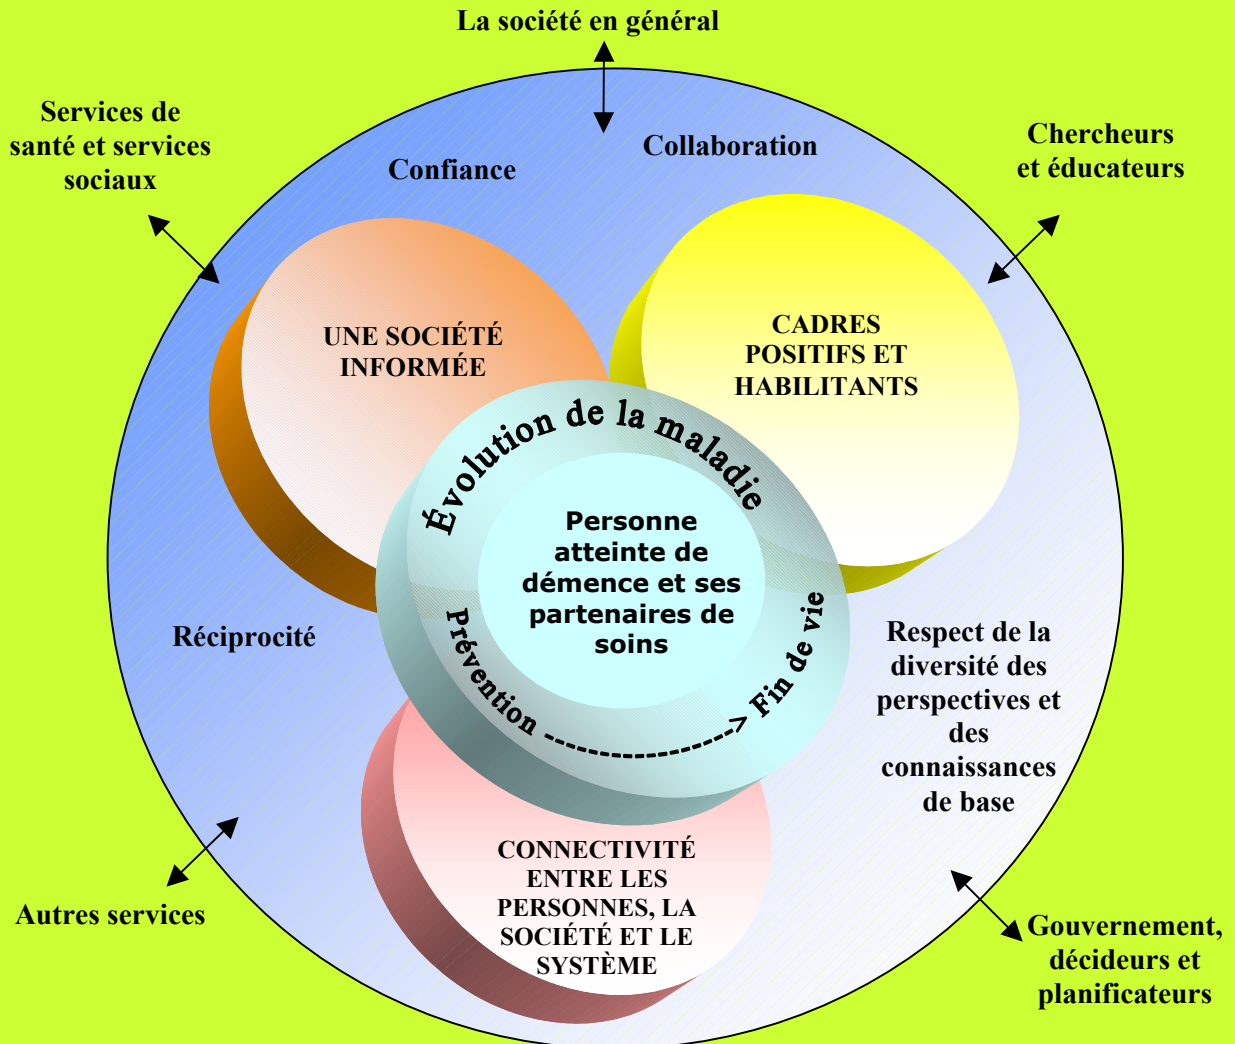 La société en général
Services de
santé et services
sociaux
Chercheurs
et éducateurs
Collaboration
Confiance
UNE SOCIÉTÉ
INFORMÉE
CADRES
POSITIFS ET
HABILITANTS
Évolution de la maladie
Personne
atteinte de
démence et ses
partenaires de
soins
Prévention -----------------> Fin de vie
Réciprocité
Respect de la
diversité des
perspectives et
des
connaissances
de base
CONNECTIVITÉ
ENTRE LES
PERSONNES, LA
SOCIÉTÉ ET LE
SYSTÈME
Autres services
Gouvernement,
décideurs et
planificateurs